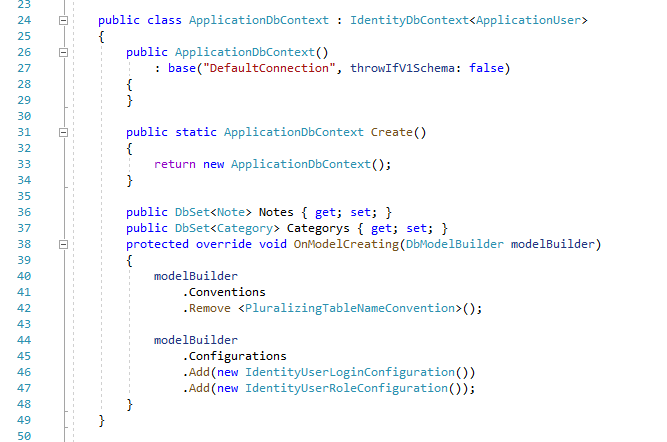 23
24 public class ApplicationDbContext : IdentityDbContext<ApplicationUser>
25 {
26 public ApplicationDbContext()
27 : base("DefaultConnection", throwIfV1Schema: false)
28 {
29 }
30
31 public static ApplicationDbContext Create()
32 {
33 return new ApplicationDbContext();
34 }
35
36 public DbSet<Note> Notes { get; set; }
37 public DbSet<Category> Categorys { get; set; }
38 protected override void OnModelCreating(DbModelBuilder modelBuilder)
39 {
40 modelBuilder
41 .Conventions
42 .Remove <PluralizingTableNameConvention>();
43
44 modelBuilder
45 .Configurations
46 .Add(new IdentityUserLoginConfiguration())
47 .Add(new IdentityUserRoleConfiguration());
48 }
49 }
50